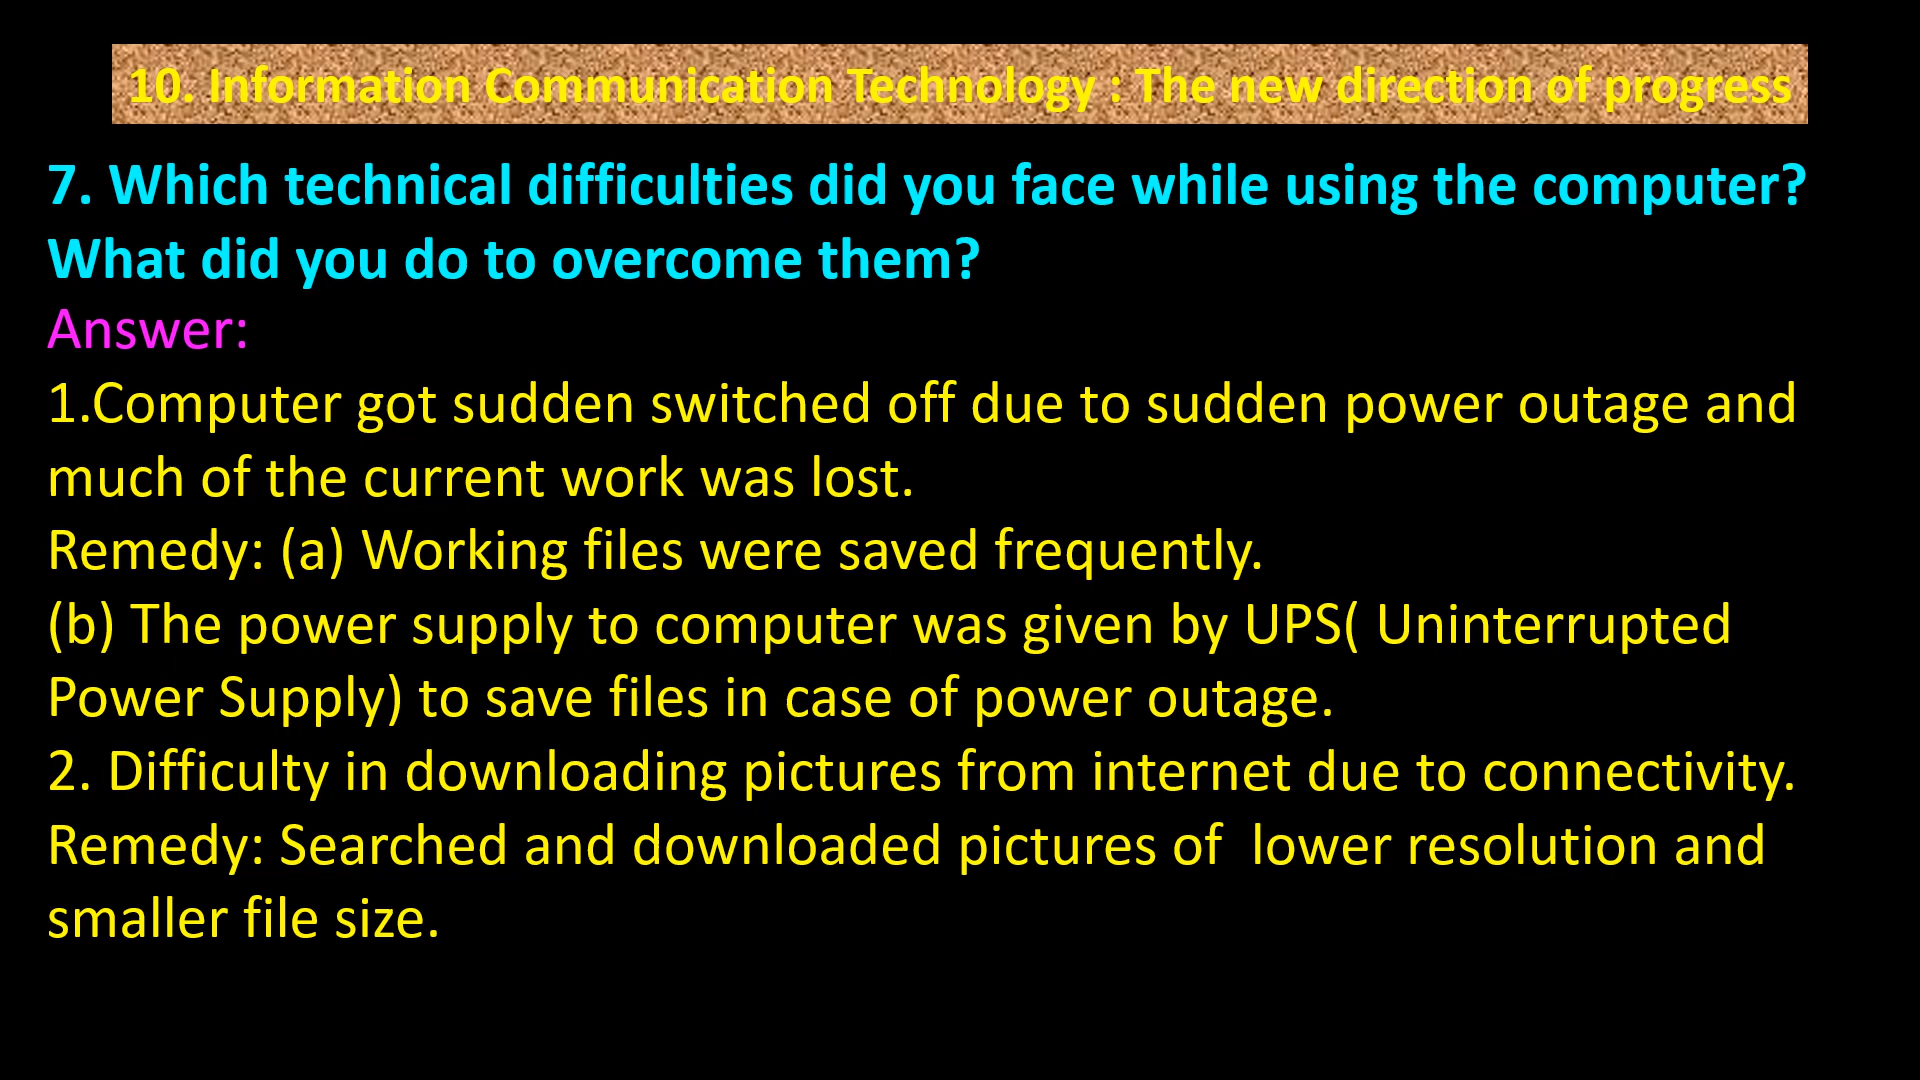 10. Information Communication Technology : The new direction of progress
7. Which technical difficulties did you face while using the computer?
What did you do to overcome them?
Answer:
1.Computer got sudden switched off due to sudden power outage and
much of the current work was lost.
Remedy: (a) Working files were saved frequently.
(b) The power supply to computer was given by UPS( Uninterrupted
Power Supply) to save files in case of power outage.
2. Difficulty in downloading pictures from internet due to connectivity.
Remedy: Searched and downloaded pictures of  lower resolution and
smaller file size.